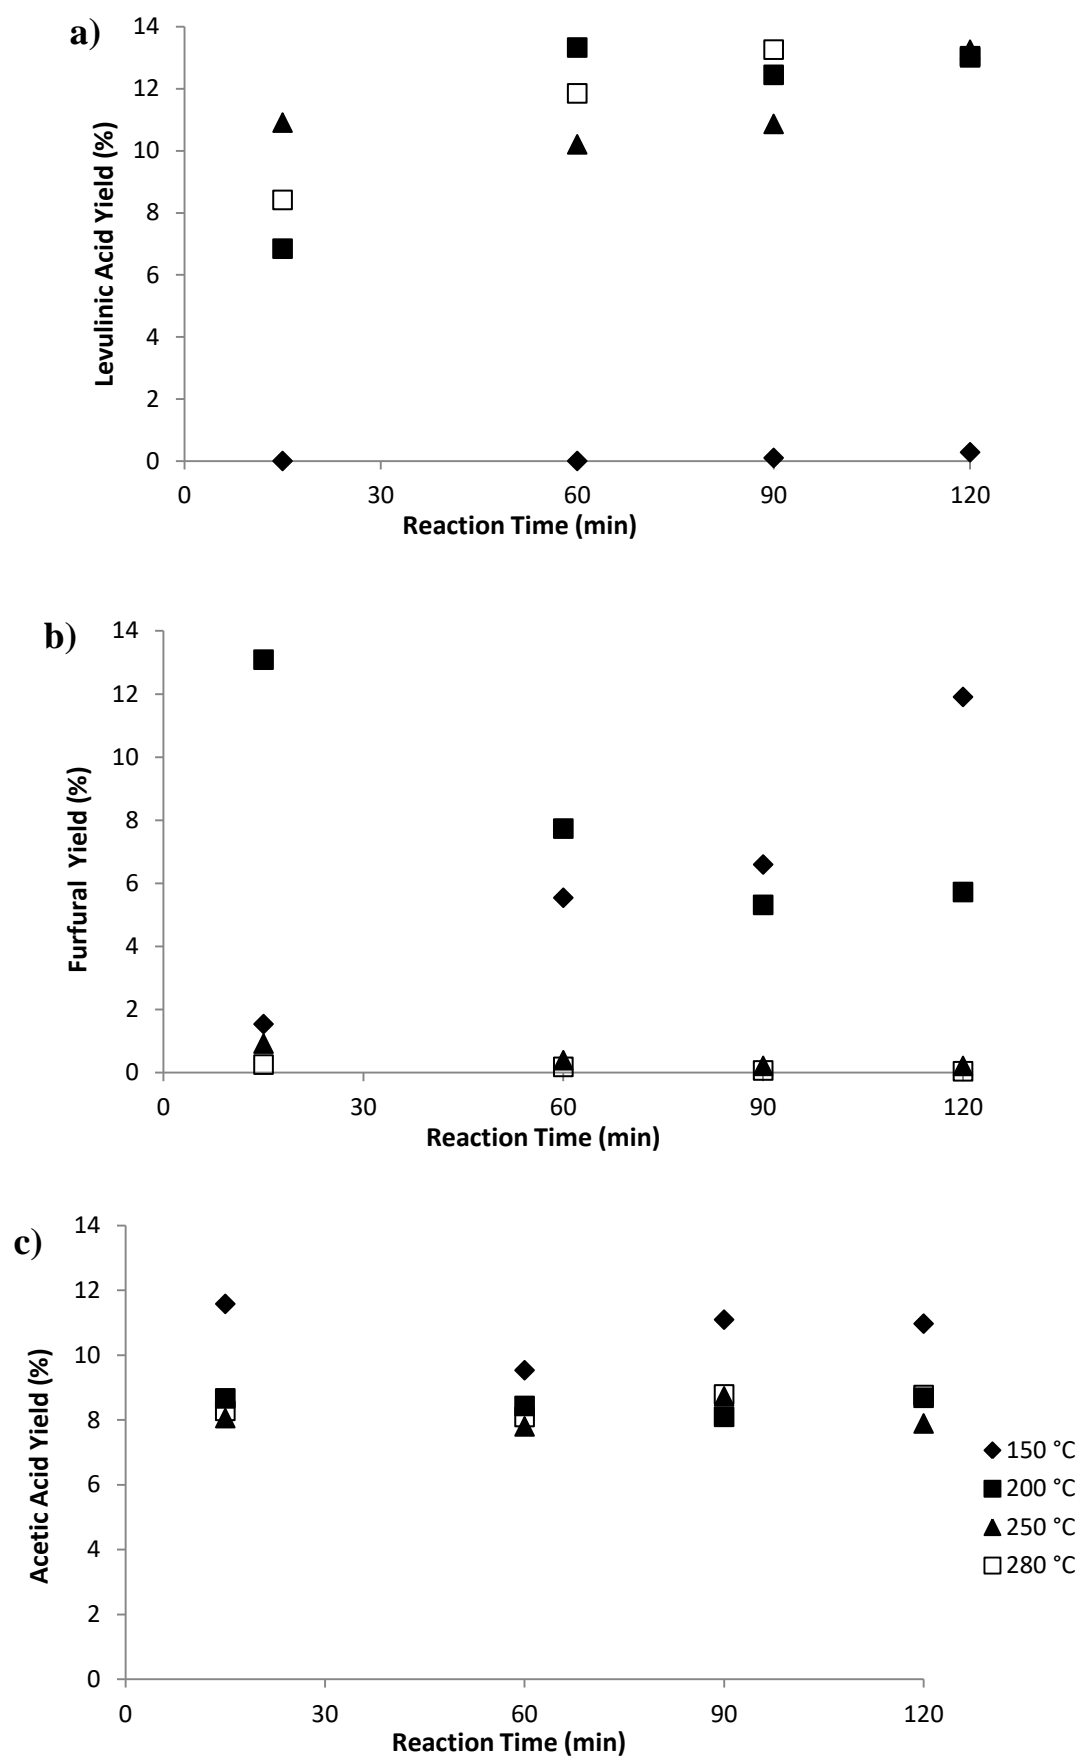 a)
14
12
10
8
6
4
2
0
Levulinic Acid Yield (%)
0 30 60 90 120
Reaction Time (min)
b)
14
12
10
8
6
4
2
0
Furfural Yield (%)
0 30 60 90 120
Reaction Time (min)
c)
14
12
10
8
6
4
2
0
Acetic Acid Yield (%)
0 30 60 90 120
Reaction Time (min)
150 °C
200 °C
250 °C
280 °C